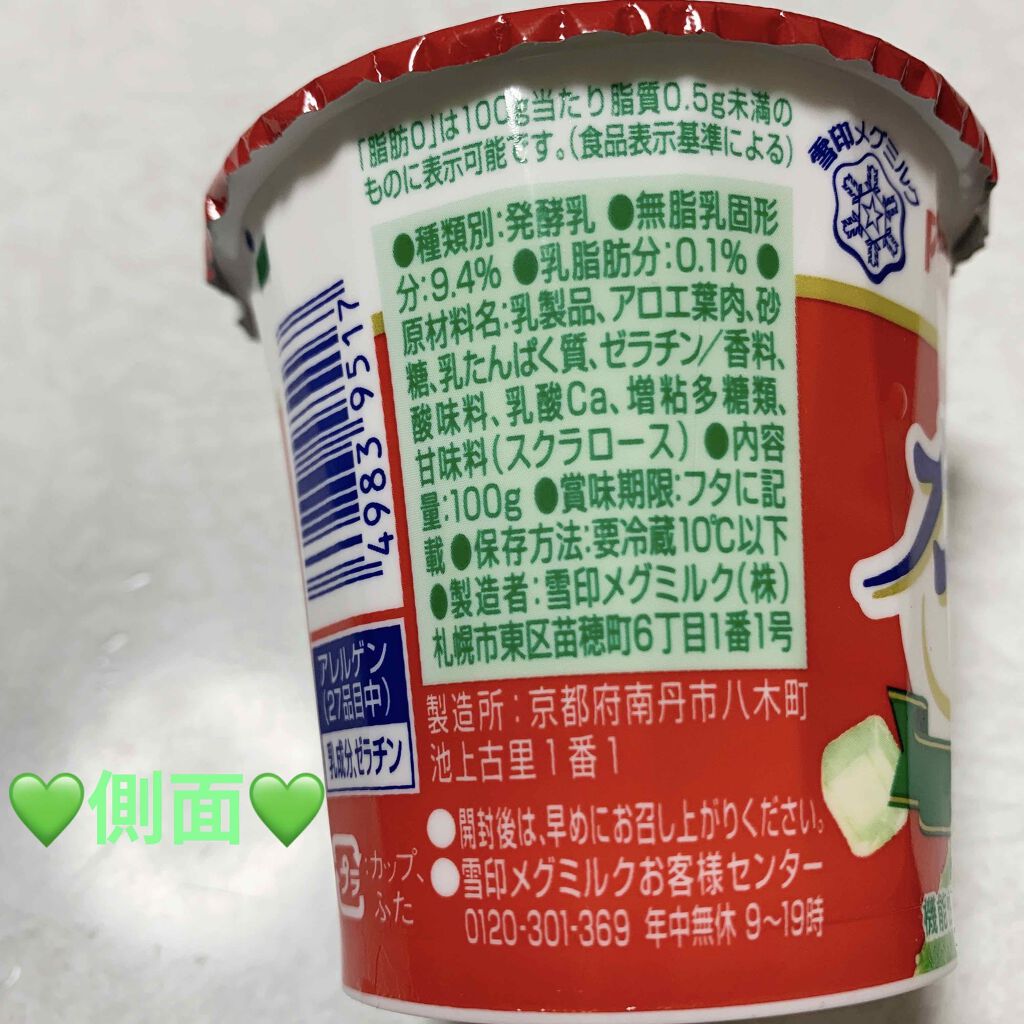 「脂肪0」は100g当たり脂質0.5g未満の
ものに表示可能です。(食品表示基準による)
雪印メグミルク
●種類別:発酵乳 ●無脂乳固形
分:9.4% ●乳脂肪分:0.1% ●
原材料名:乳製品、アロエ葉肉、砂
糖、乳たんぱく質、ゼラチン/香料、
酸味料、乳酸Ca、増粘多糖類、
甘味料(スクラロース) ●内容
量:100g ●賞味期限:フタに記
載 ●保存方法:要冷蔵10℃以下
●製造者:雪印メグミルク(株)
札幌市東区苗穂町6丁目1番1号
4983 9517
アレルゲン
(27品目中)
乳成分、ゼラチン
製造所:京都府南丹市八木町
池上古里1番1
💚側面💚
●開封後は、早めにお召し上がりください。
●雪印メグミルクお客様センター
0120-301-369 年中無休 9~19時
プラ:カップ、
ふた
機能